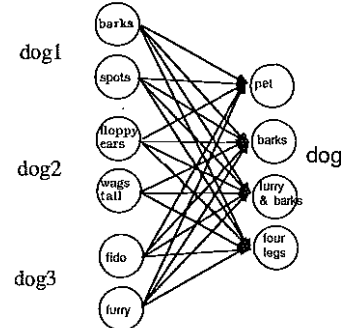 dog1
barks
spots
dog2
floppy
ears
wags
tail
dog3
fido
furry
pet
barks
furry
& barks
four
legs
dog